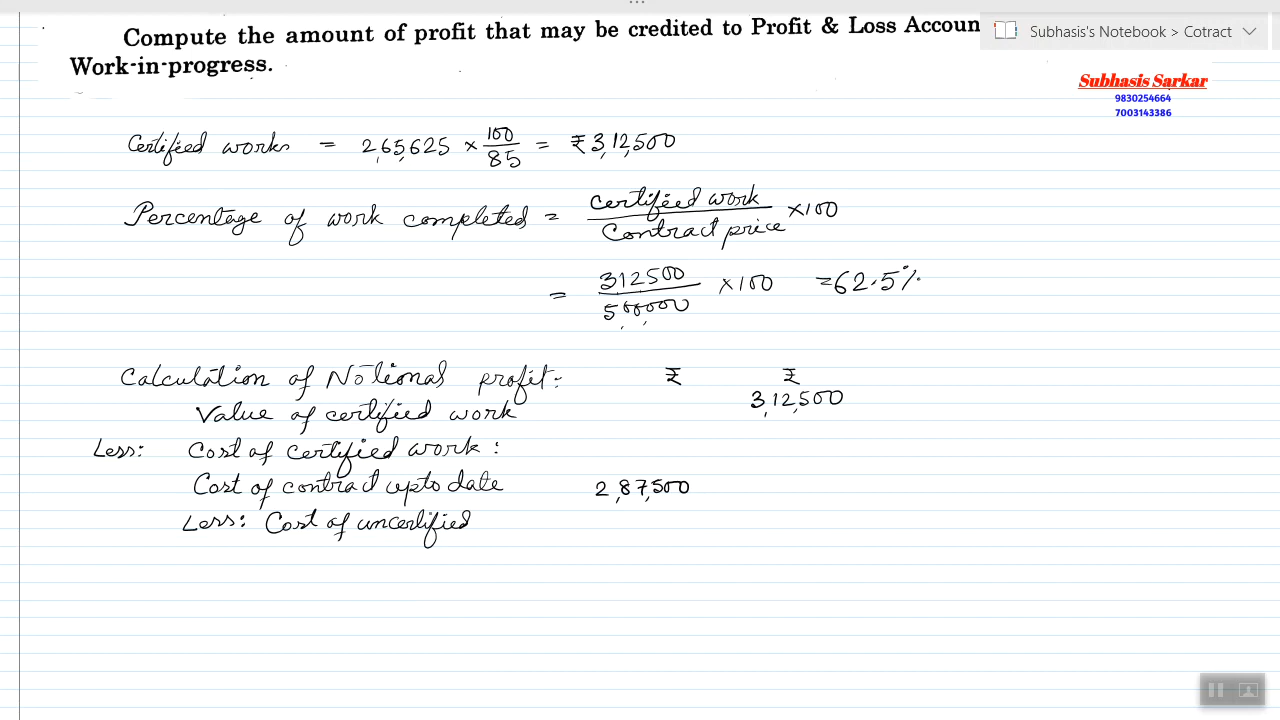 Compute the amount of profit that may be credited to Profit & Loss Accoun
Subhasis's Notebook > Cotract
Work-in-progress.
Subhasis Sarkar
9830254664
7003143386
Certified works = 2,65,625 × 100/85 = ₹ 3,12,500
Percentage of work completed = certified work/Contract price ×100
= 312500/500000 ×100 =62.5%
Calculation of Notional profit:- ₹ ₹
Value of certified work 3,12,500
Less: Cost of certified work :
Cost of contract upto date 2,87,500
Less: Cost of uncertified